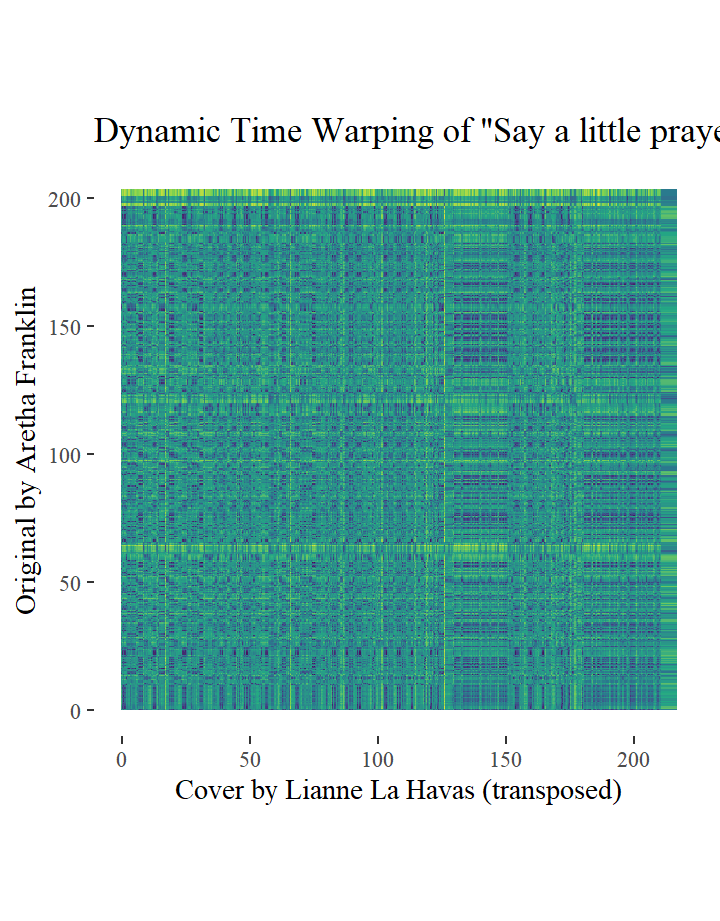 Dynamic Time Warping of "Say a little praye
200
150
100
50
0
Original by Aretha Franklin
0 50 100 150 200
Cover by Lianne La Havas (transposed)